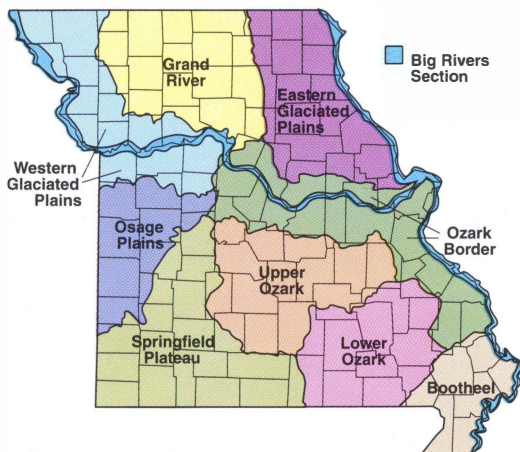 Grand
River
Big Rivers
Section
Eastern
Glaciated
Plains
Western
Glaciated
Plains
Osage
Plains
Ozark
Border
Upper
Ozark
Springfield
Plateau
Lower
Ozark
Bootheel